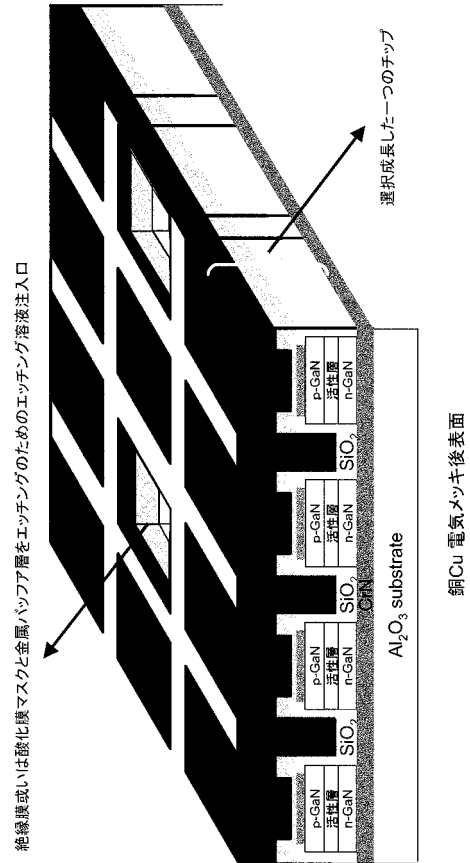 絶縁膜或いは酸化膜マスクと金属バッファ層をエッチングのためのエッチング溶液注入口
選択成長した一つのチップ
p-GaN
活性層
n-GaN
SiO2
p-GaN
活性層
n-GaN
SiO2
p-GaN
活性層
n-GaN
SiO2
p-GaN
活性層
n-GaN
CrN
Al2O3 substrate
銅Cu 電気メッキ後表面